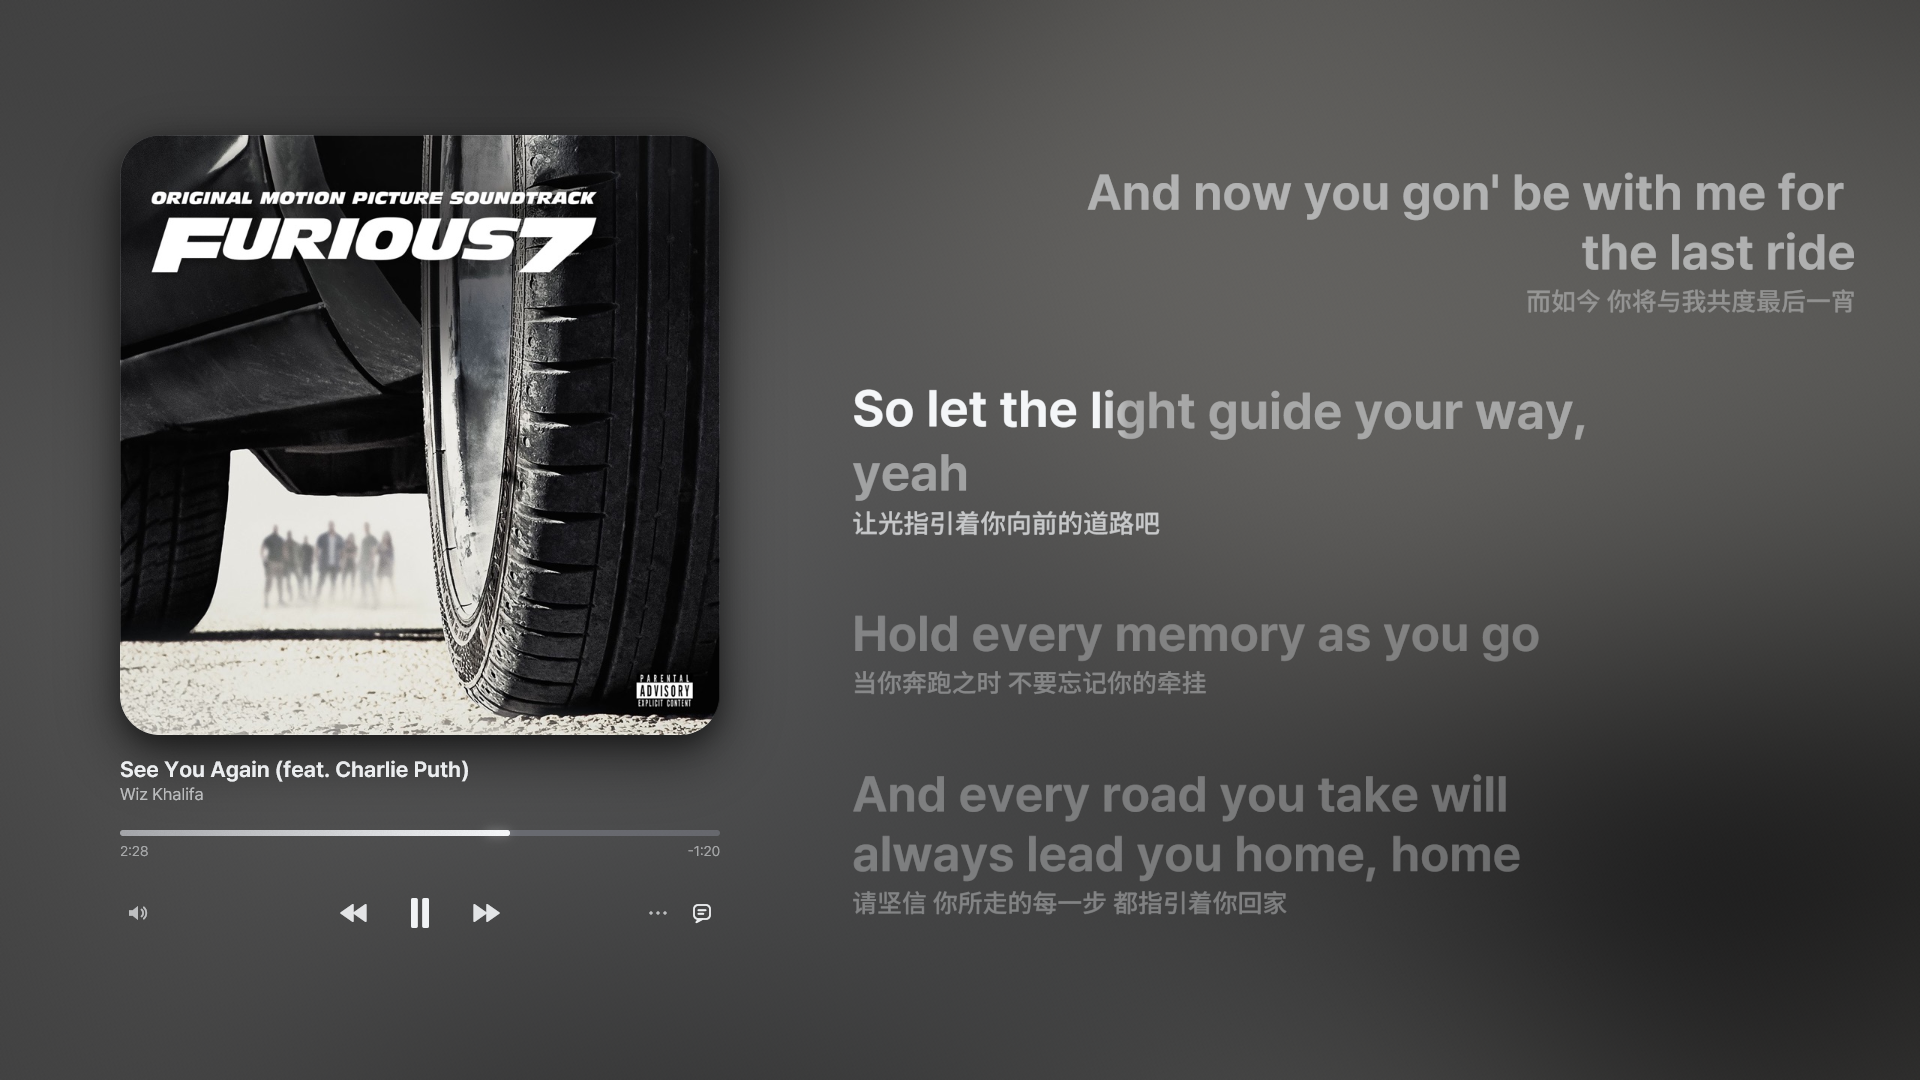 ORIGINAL MOTION PICTURE SOUNDTRACK
FURIOUS7
PARENTAL
ADVISORY
EXPLICIT CONTENT
See You Again (feat. Charlie Puth)
Wiz Khalifa
2:28
-1:20
And now you gon' be with me for
the last ride
而如今 你将与我共度最后一宵
So let the light guide your way,
yeah
让光指引着你向前的道路吧
Hold every memory as you go
当你奔跑之时 不要忘记你的牵挂
And every road you take will
always lead you home, home
请坚信 你所走的每一步 都指引着你回家